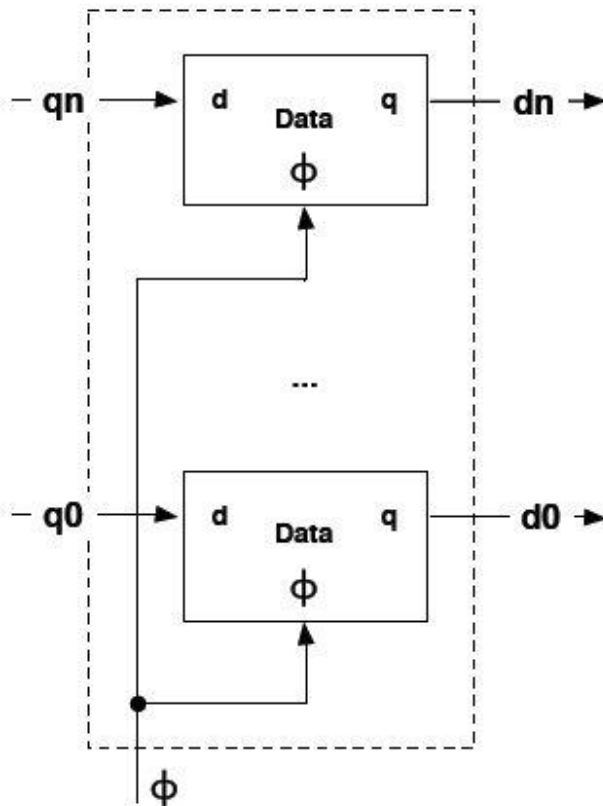 qn d q dn
Data
ϕ
...
q0 d q d0
Data
ϕ
ϕ